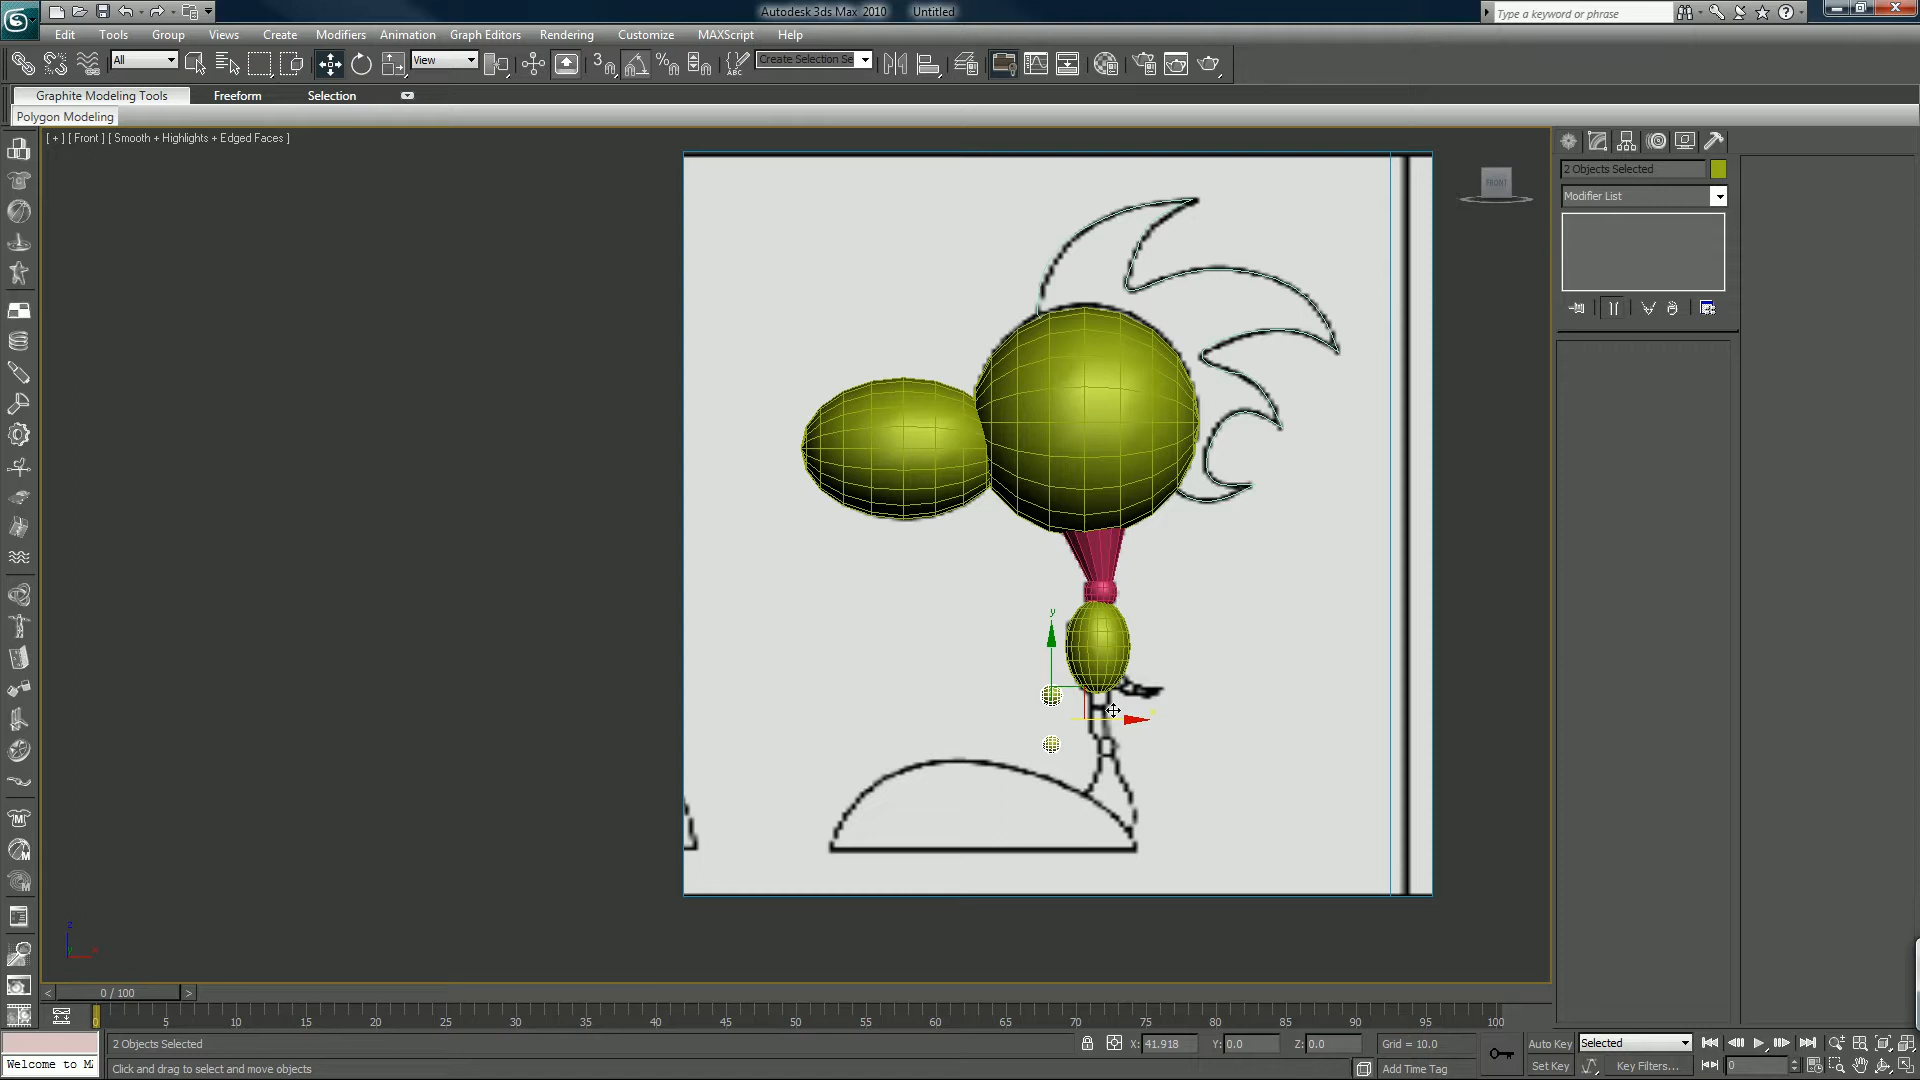 Autodesk 3ds Max 2010 Untitled
Type a keyword or phrase
Edit Tools Group Views Create Modifiers Animation Graph Editors Rendering Customize MAXScript Help
All View Create Selection Se
Graphite Modeling Tools Freeform Selection
Polygon Modeling
[ + ] [ Front ] [ Smooth + Highlights + Edged Faces ]
FRONT
2 Objects Selected
Modifier List
y
x
z
x
0 / 100
0 5 10 15 20 25 30 35 40 45 50 55 60 65 70 75 80 85 90 95 100
2 Objects Selected X: 41.918 Y: 0.0 Z: 0.0 Grid = 10.0 Auto Key Selected
Welcome to M Click and drag to select and move objects Add Time Tag Set Key Key Filters... 0